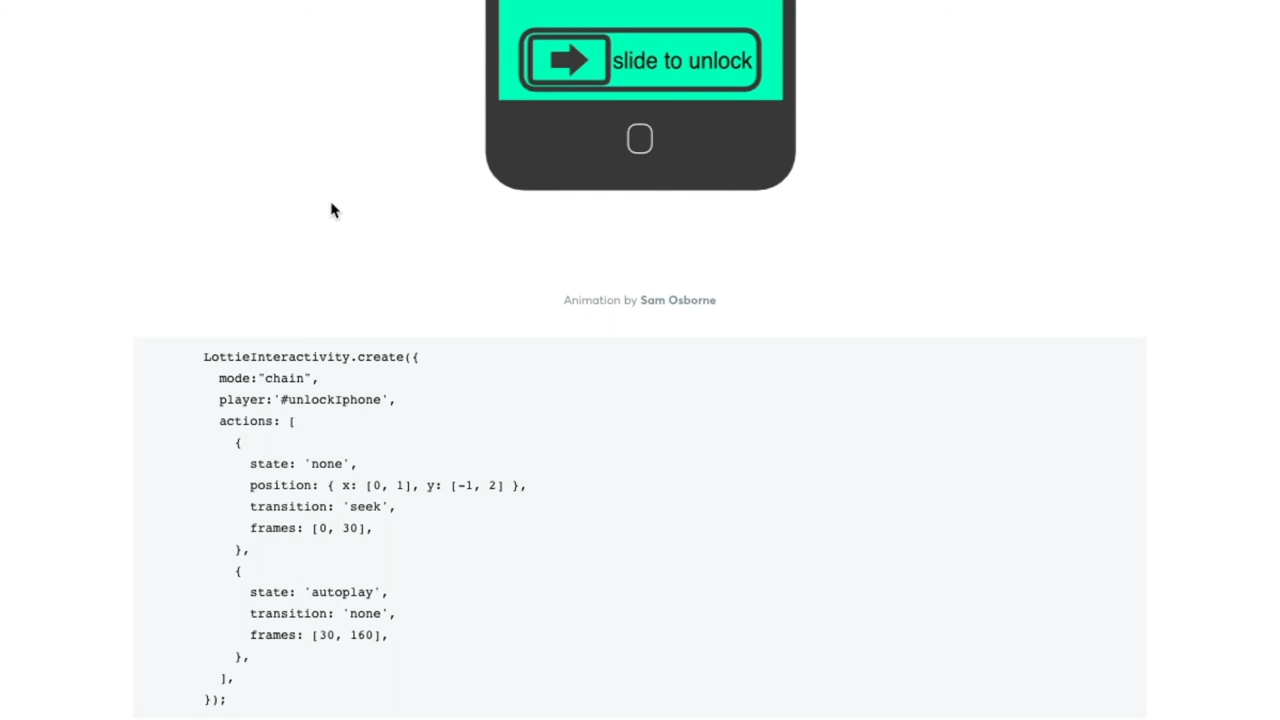 slide to unlock
Animation by Sam Osborne
LottieInteractivity.create({
  mode:"chain",
  player:'#unlockIphone',
  actions: [
    {
      state: 'none',
      position: { x: [0, 1], y: [-1, 2] },
      transition: 'seek',
      frames: [0, 30],
    },
    {
      state: 'autoplay',
      transition: 'none',
      frames: [30, 160],
    },
  ],
});